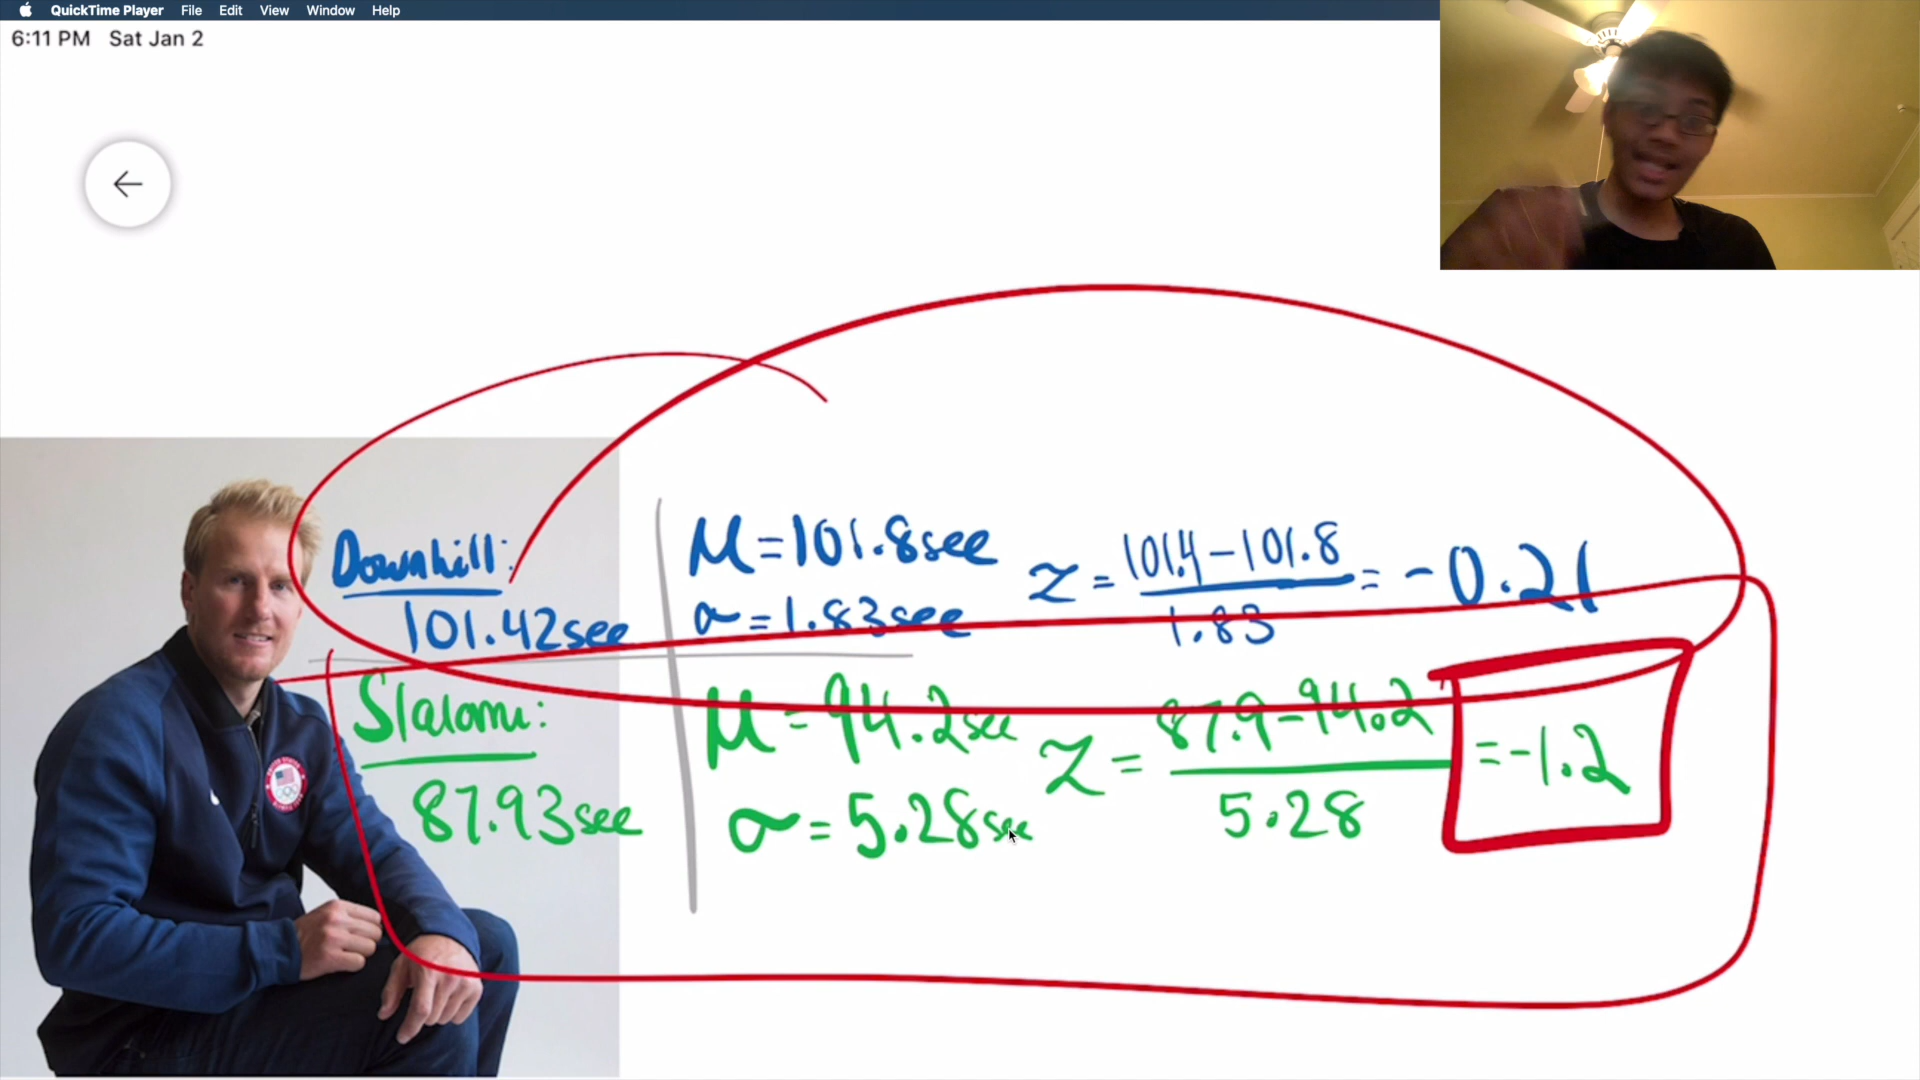 QuickTime Player File Edit View Window Help
6:11 PM Sat Jan 2
Downhill:
101.42sec
μ=101.8sec
σ=1.83sec
z=101.4-101.8/1.83=-0.21
Slalom:
87.93sec
μ=94.2sec
σ=5.28sec
z=87.9-94.2/5.28=-1.2